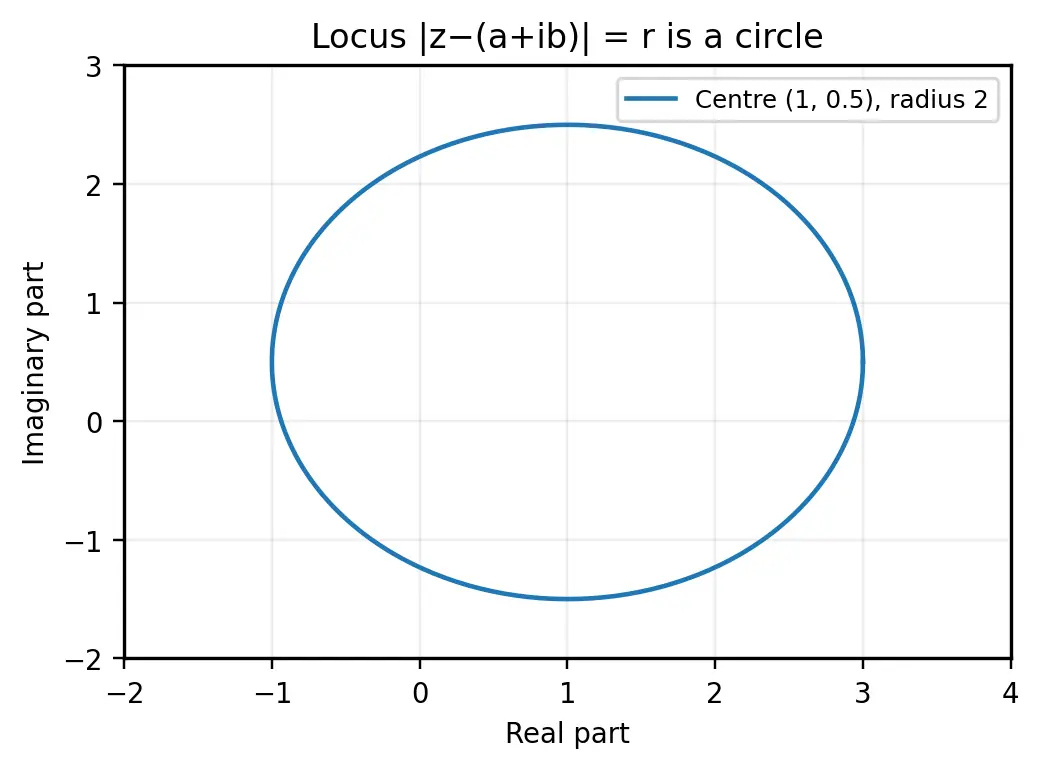 Locus |z−(a+ib)| = r is a circle
Centre (1, 0.5), radius 2
3
2
1
0
−1
−2
Imaginary part
−2 −1 0 1 2 3 4
Real part